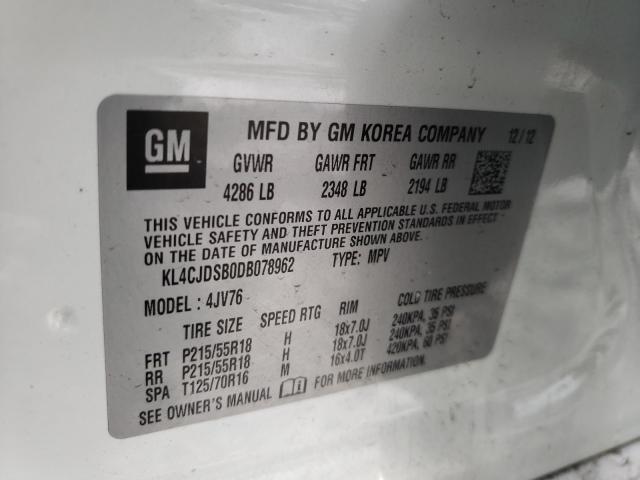 GM
MFD BY GM KOREA COMPANY 12/12
GVWR GAWR FRT GAWR RR
4286 LB 2348 LB 2194 LB
THIS VEHICLE CONFORMS TO ALL APPLICABLE U.S. FEDERAL MOTOR
VEHICLE SAFETY AND THEFT PREVENTION STANDARDS IN EFFECT
ON THE DATE OF MANUFACTURE SHOWN ABOVE.
KL4CJDSB0DB078962 TYPE: MPV
MODEL: 4JV76
TIRE SIZE SPEED RTG RIM COLD TIRE PRESSURE
FRT P215/55R18 H 18x7.0J 240KPA, 35 PSI
RR P215/55R18 H 18x7.0J 240KPA, 35 PSI
SPA T125/70R16 M 16x4.0T 420KPA, 60 PSI
SEE OWNER'S MANUAL FOR MORE INFORMATION.